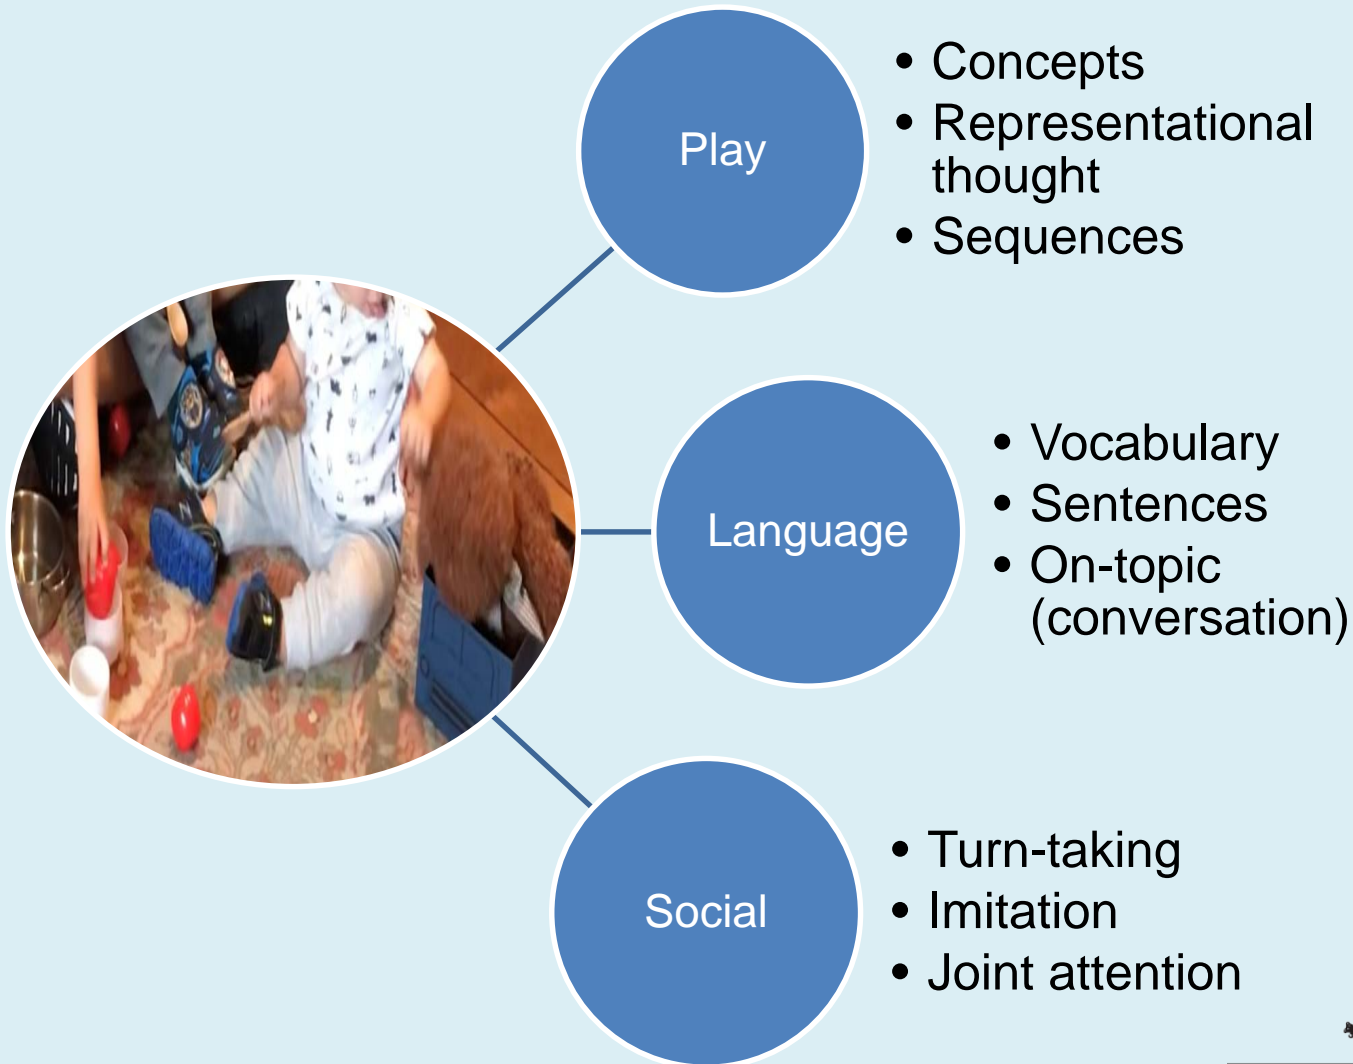 Play
• Concepts
• Representational
thought
• Sequences
Language
• Vocabulary
• Sentences
• On-topic
(conversation)
Social
• Turn-taking
• Imitation
• Joint attention